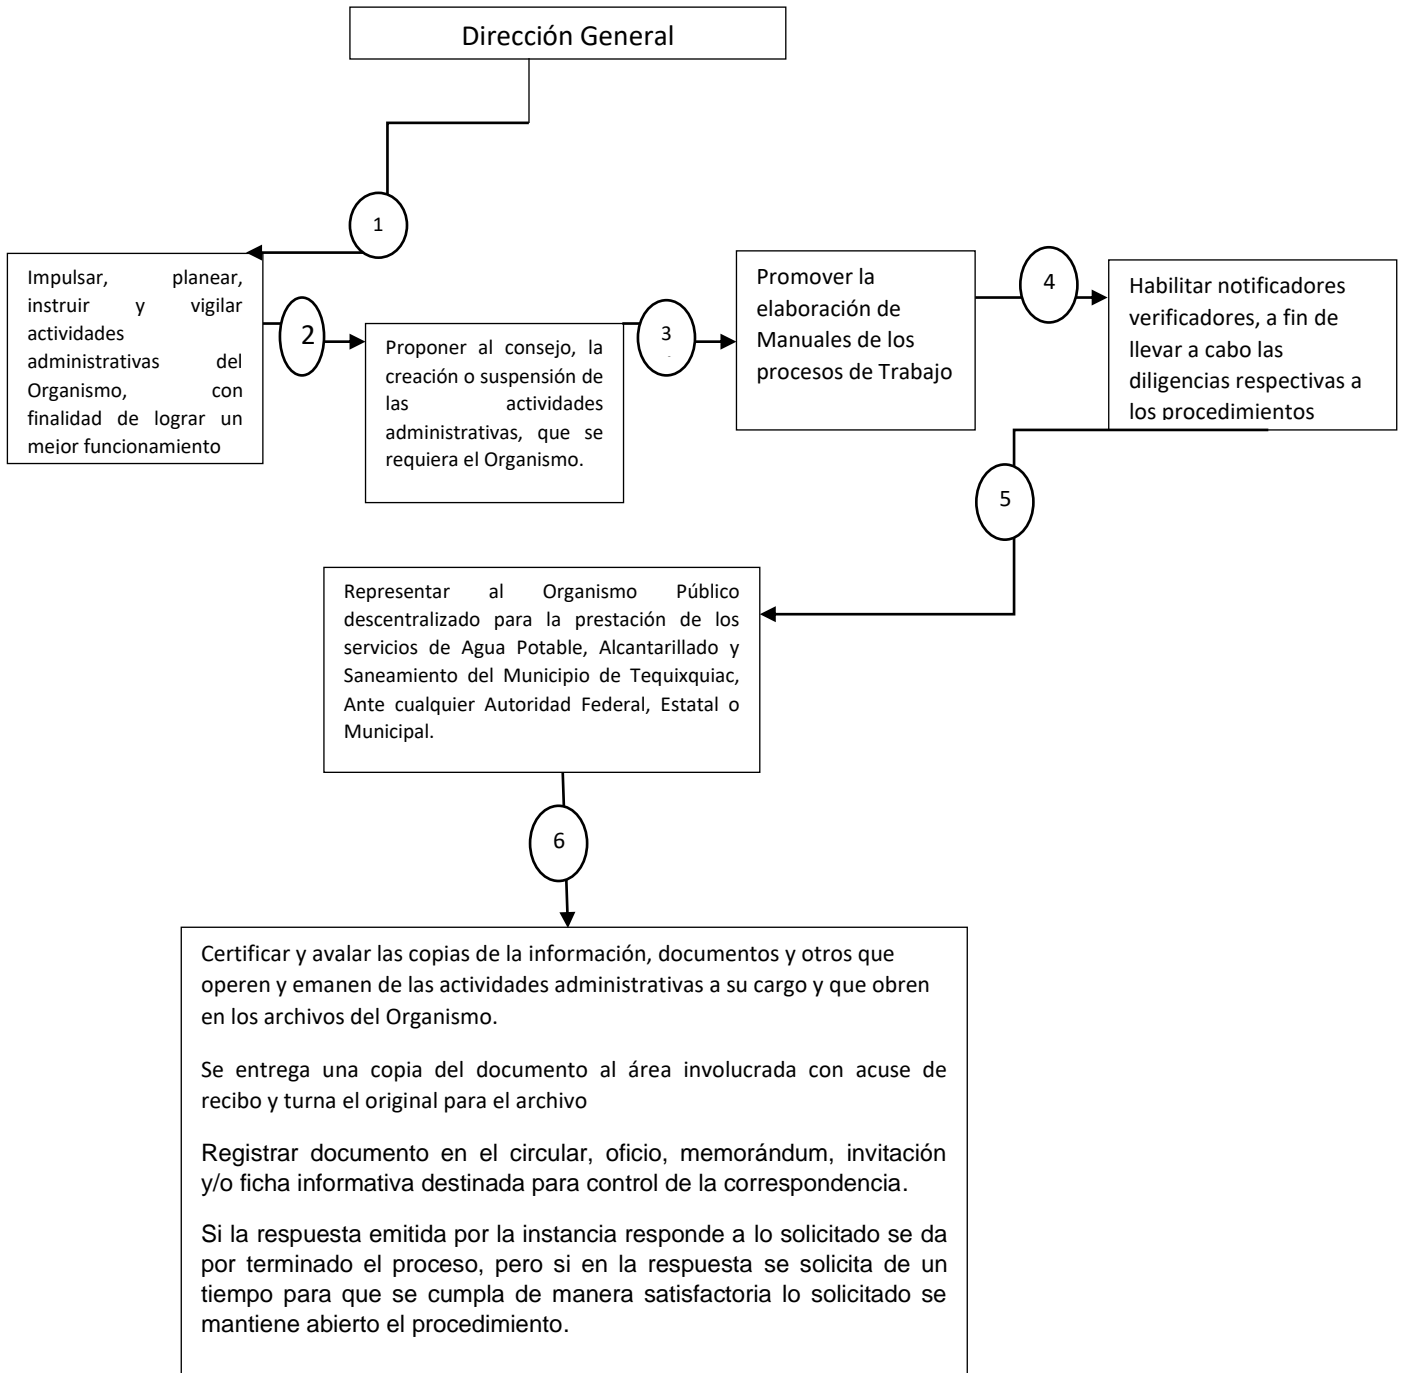 Dirección General
1
Impulsar, planear,
instruir y vigilar
actividades
administrativas del
Organismo, con
finalidad de lograr un
mejor funcionamiento
2
Proponer al consejo, la
creación o suspensión de
las actividades
administrativas, que se
requiera el Organismo.
3
Promover la
elaboración de
Manuales de los
procesos de Trabajo
4
Habilitar notificadores
verificadores, a fin de
llevar a cabo las
diligencias respectivas a
los procedimientos
5
Representar al Organismo Público
descentralizado para la prestación de los
servicios de Agua Potable, Alcantarillado y
Saneamiento del Municipio de Tequixquiac,
Ante cualquier Autoridad Federal, Estatal o
Municipal.
6
Certificar y avalar las copias de la información, documentos y otros que
operen y emanen de las actividades administrativas a su cargo y que obren
en los archivos del Organismo.
Se entrega una copia del documento al área involucrada con acuse de
recibo y turna el original para el archivo
Registrar documento en el circular, oficio, memorándum, invitación
y/o ficha informativa destinada para control de la correspondencia.
Si la respuesta emitida por la instancia responde a lo solicitado se da
por terminado el proceso, pero si en la respuesta se solicita de un
tiempo para que se cumpla de manera satisfactoria lo solicitado se
mantiene abierto el procedimiento.